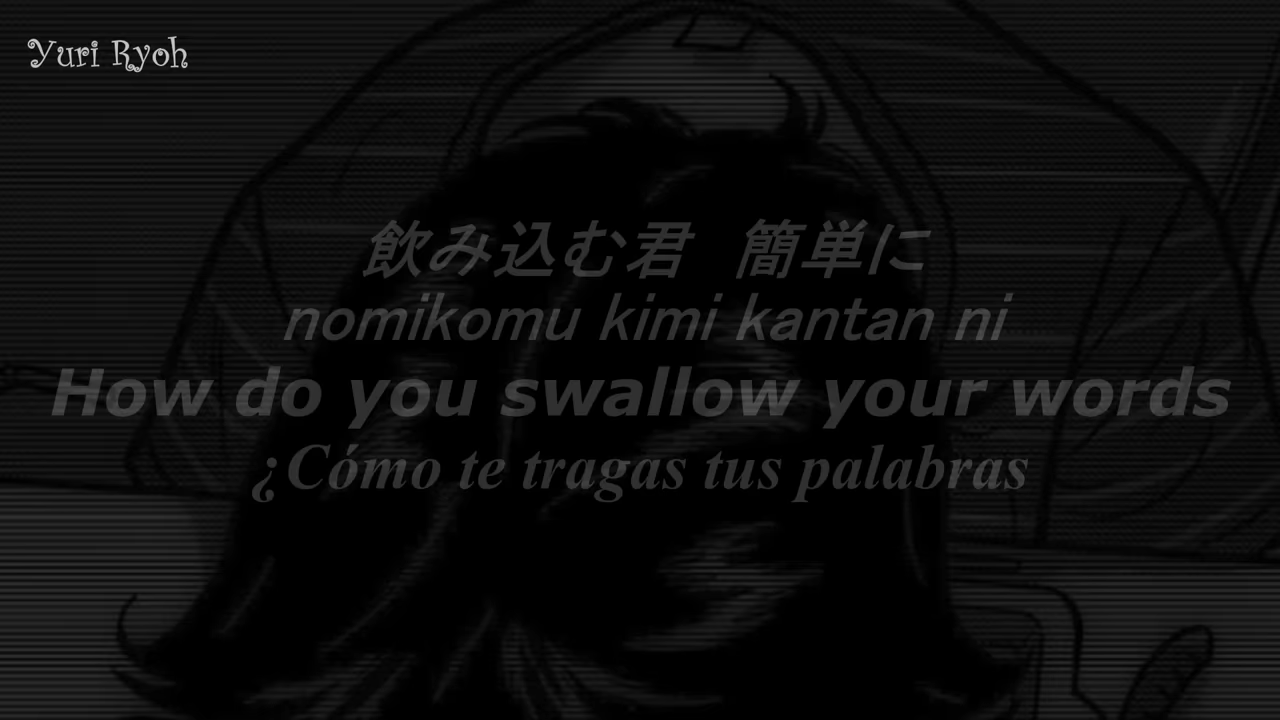 Yuri Ryoh
飲み込む君　簡単に
nomikomu kimi kantan ni
How do you swallow your words
¿Cómo te tragas tus palabras